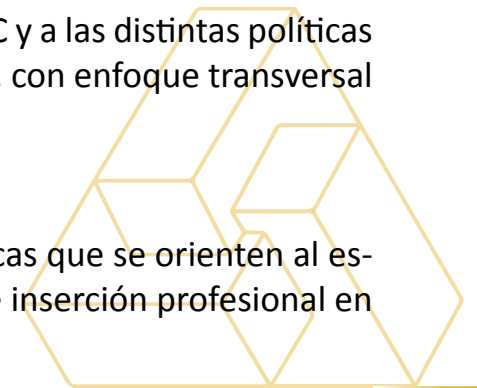 C y a las distintas políticas
con enfoque transversal
cas que se orienten al es-
e inserción profesional en